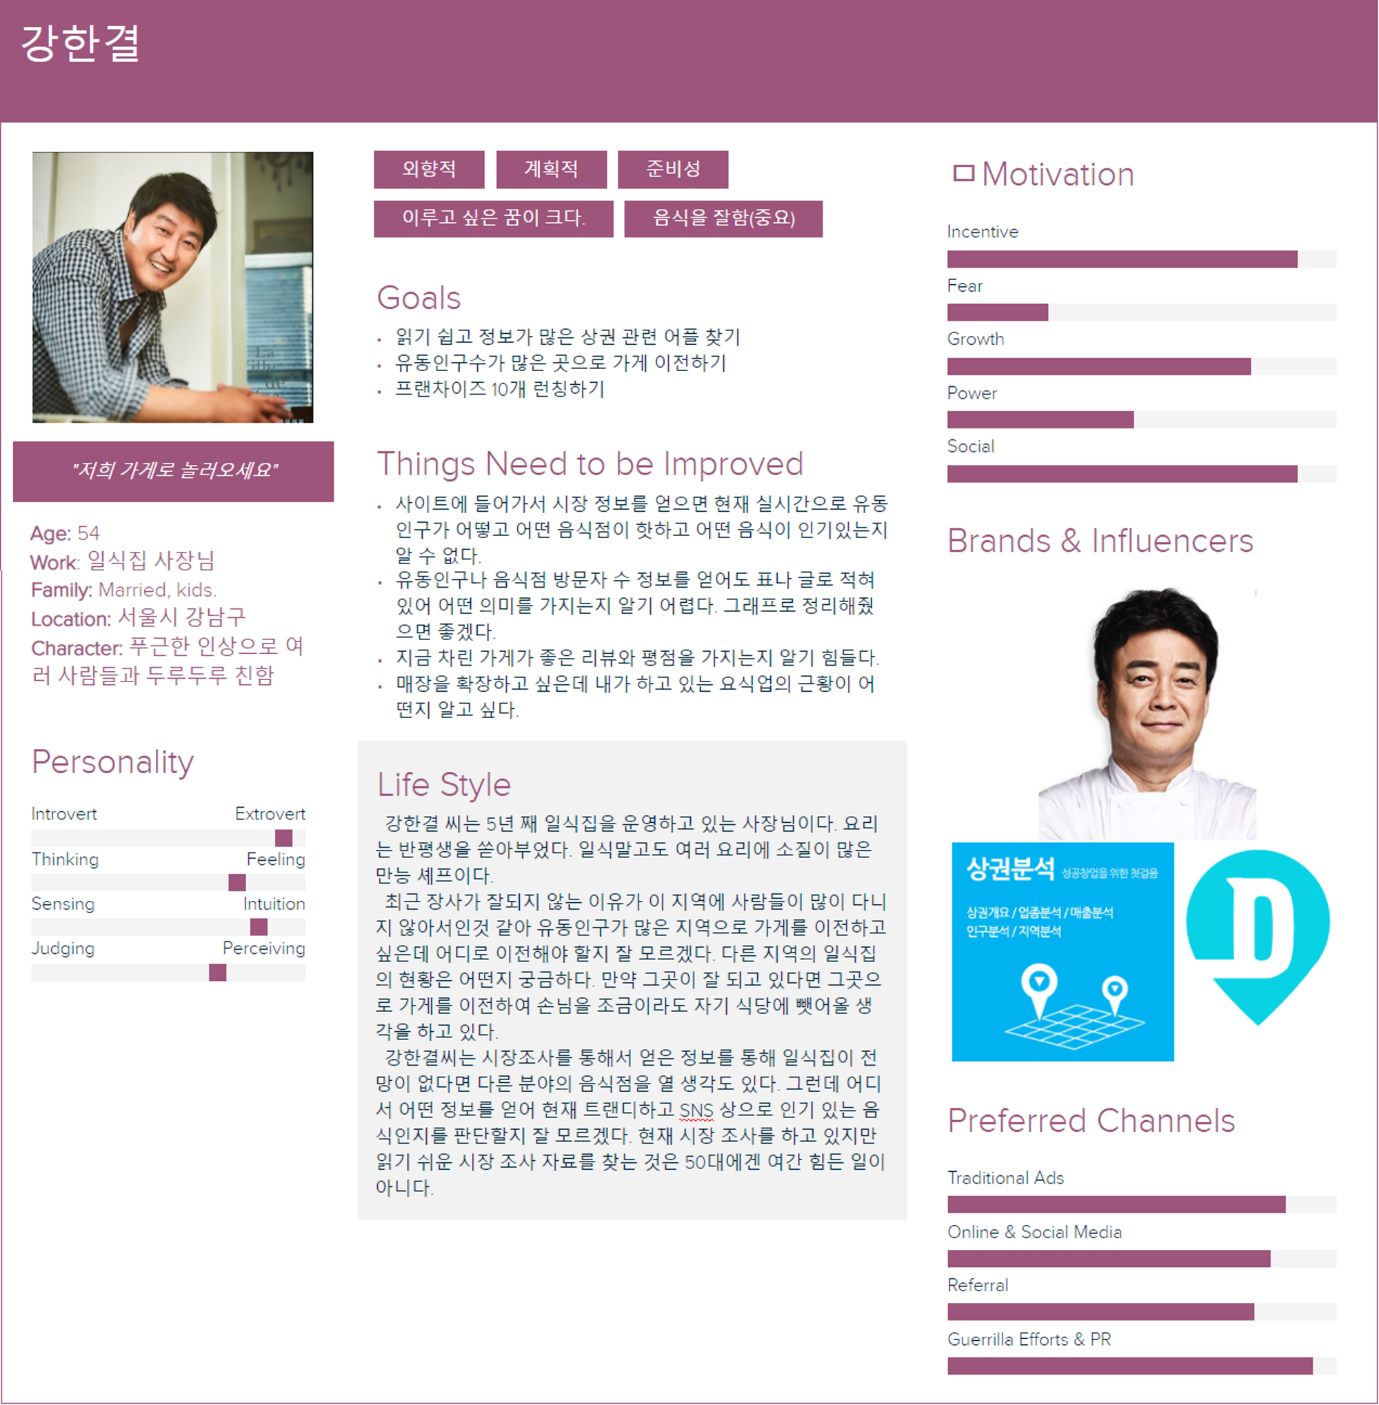 강한결
"저희 가게로 놀러오세요"
Age: 54
Work: 일식집 사장님
Family: Married, kids.
Location: 서울시 강남구
Character: 푸근한 인상으로 여
러 사람들과 두루두루 친함
Personality
Introvert Extrovert
Thinking Feeling
Sensing Intuition
Judging Perceiving
외향적 계획적 준비성
이루고 싶은 꿈이 크다. 음식을 잘함(중요)
Goals
• 읽기 쉽고 정보가 많은 상권 관련 어플 찾기
• 유동인구수가 많은 곳으로 가게 이전하기
• 프랜차이즈 10개 런칭하기
Things Need to be Improved
• 사이트에 들어가서 시장 정보를 얻으면 현재 실시간으로 유동
인구가 어떻고 어떤 음식점이 핫하고 어떤 음식이 인기있는지
알 수 없다.
• 유동인구나 음식점 방문자 수 정보를 얻어도 표나 글로 적혀
있어 어떤 의미를 가지는지 알기 어렵다. 그래프로 정리해줬
으면 좋겠다.
• 지금 차린 가게가 좋은 리뷰와 평점을 가지는지 알기 힘들다.
• 매장을 확장하고 싶은데 내가 하고 있는 요식업의 근황이 어
떤지 알고 싶다.
Life Style
강한결 씨는 5년 째 일식집을 운영하고 있는 사장님이다. 요리
는 반평생을 쏟아부었다. 일식말고도 여러 요리에 소질이 많은
만능 셰프이다.
최근 장사가 잘되지 않는 이유가 이 지역에 사람들이 많이 다니
지 않아서인것 같아 유동인구가 많은 지역으로 가게를 이전하고
싶은데 어디로 이전해야 할지 잘 모르겠다. 다른 지역의 일식집
의 현황은 어떤지 궁금하다. 만약 그곳이 잘 되고 있다면 그곳으
로 가게를 이전하여 손님을 조금이라도 자기 식당에 뺏어올 생
각을 하고 있다.
강한결씨는 시장조사를 통해서 얻은 정보를 통해 일식집이 전
망이 없다면 다른 분야의 음식점을 열 생각도 있다. 그런데 어디
서 어떤 정보를 얻어 현재 트랜디하고 SNS 상으로 인기 있는 음
식인지를 판단할지 잘 모르겠다. 현재 시장 조사를 하고 있지만
읽기 쉬운 시장 조사 자료를 찾는 것은 50대에겐 여간 힘든 일이
아니다.
Motivation
Incentive
Fear
Growth
Power
Social
Brands & Influencers
상권분석 성공창업을 위한 첫걸음
상권개요 / 업종분석 / 매출분석
인구분석 / 지역분석
D
Preferred Channels
Traditional Ads
Online & Social Media
Referral
Guerrilla Efforts & PR